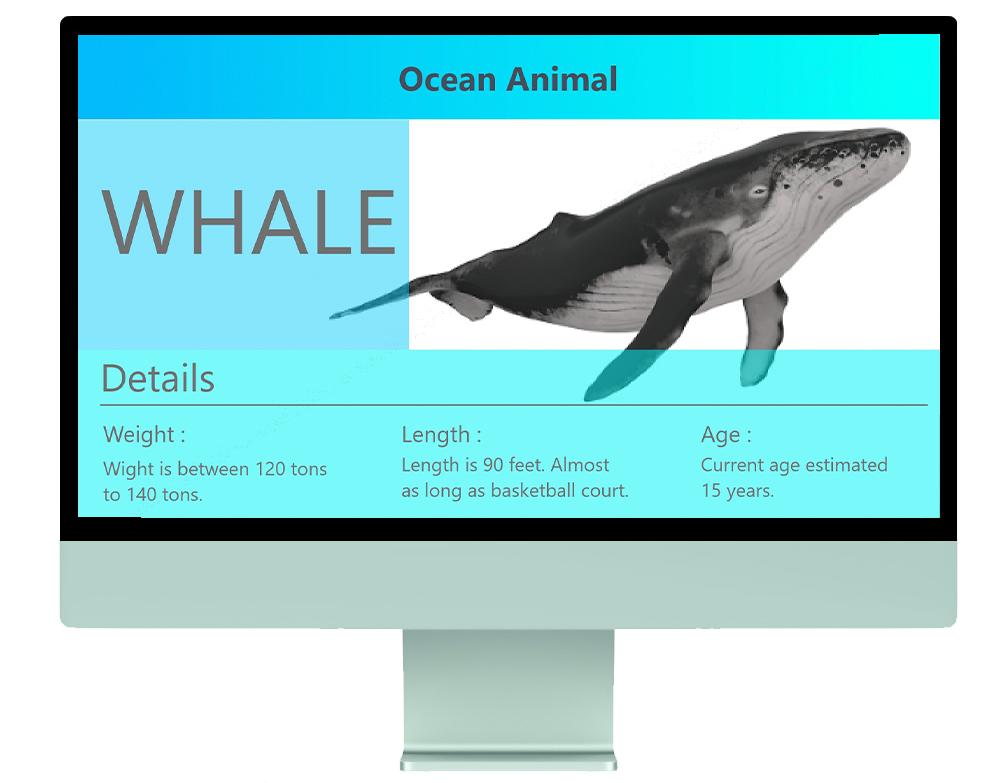 Ocean Animal
WHALE
Details
Weight :
Wight is between 120 tons
to 140 tons.
Length :
Length is 90 feet. Almost
as long as basketball court.
Age :
Current age estimated
15 years.